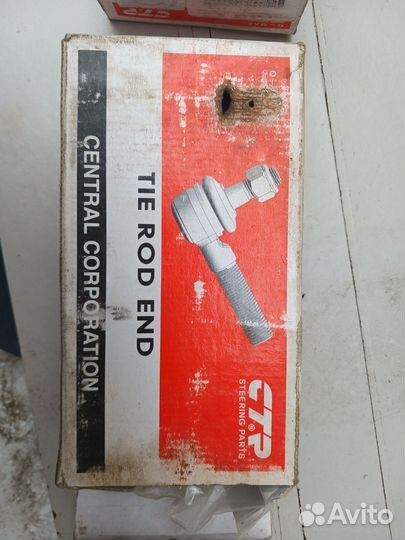 TIE ROD END
CENTRAL CORPORATION
CTR®
STEERING PARTS
Avito